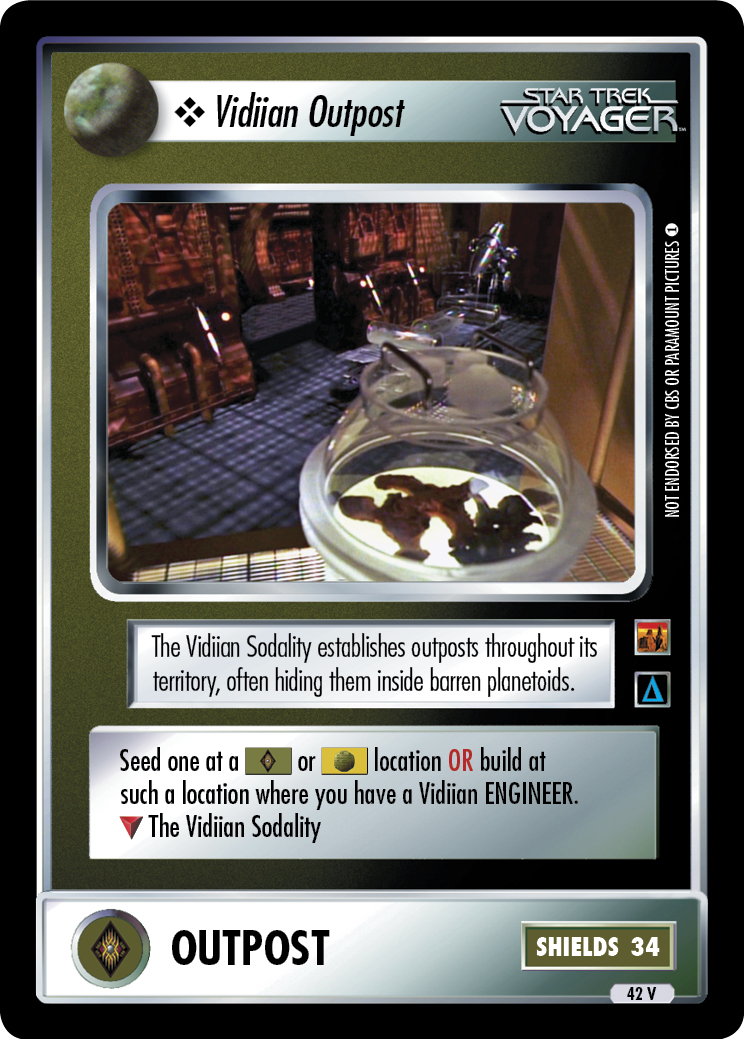 ❖ Vidiian Outpost
STAR TREK
VOYAGER™
NOT ENDORSED BY CBS OR PARAMOUNT PICTURES 1
The Vidiian Sodality establishes outposts throughout its
territory, often hiding them inside barren planetoids.
Δ
Seed one at a or location OR build at
such a location where you have a Vidiian ENGINEER.
The Vidiian Sodality
OUTPOST
SHIELDS 34
42 V